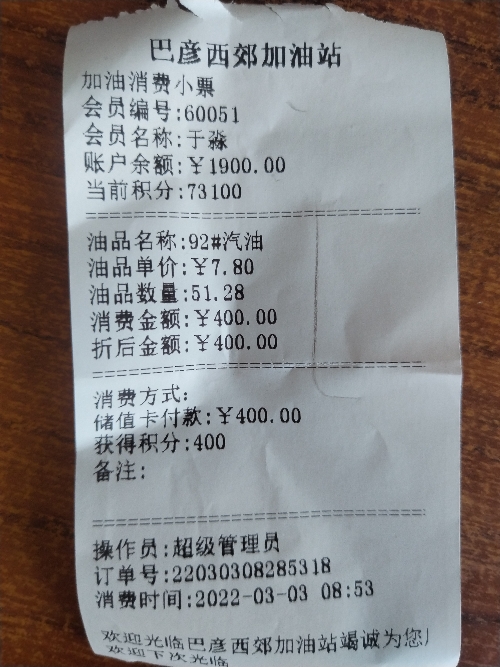 巴彦西郊加油站
加油消费小票
会员编号:60051
会员名称:于淼
账户余额:￥1900.00
当前积分:73100
油品名称:92#汽油
油品单价:￥7.80
油品数量:51.28
消费金额:￥400.00
折后金额:￥400.00
消费方式:
储值卡付款:￥400.00
获得积分:400
备注:
操作员:超级管理员
订单号:22030308285318
消费时间:2022-03-03 08:53
欢迎光临巴彦西郊加油站竭诚为您
欢迎下次光临